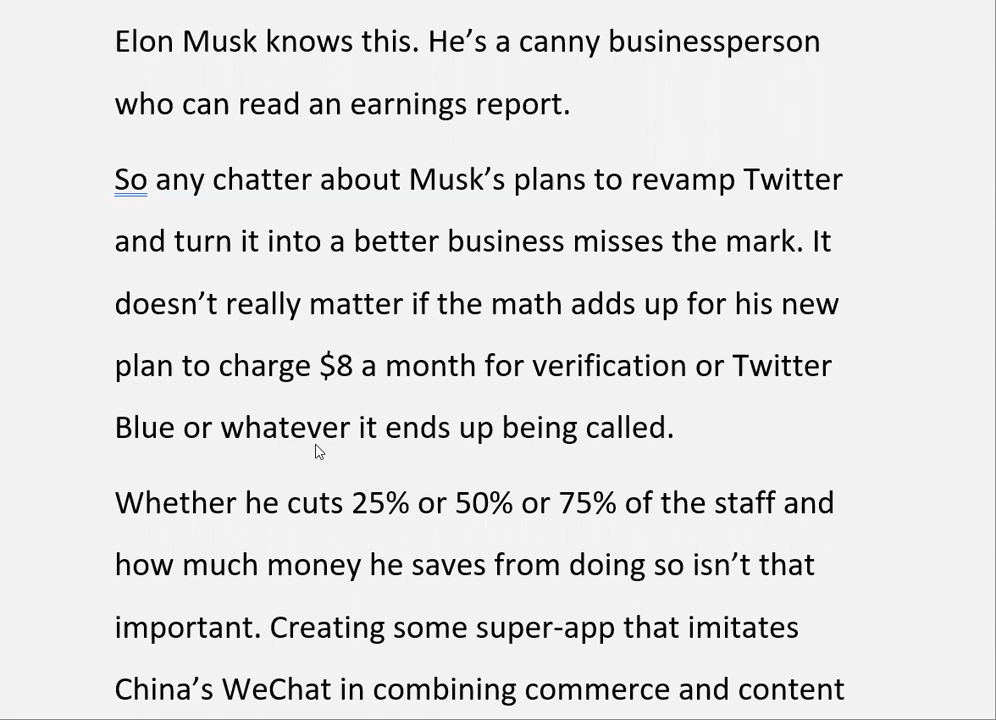 Elon Musk knows this. He’s a canny businessperson
who can read an earnings report.
So any chatter about Musk’s plans to revamp Twitter
and turn it into a better business misses the mark. It
doesn’t really matter if the math adds up for his new
plan to charge $8 a month for verification or Twitter
Blue or whatever it ends up being called.
Whether he cuts 25% or 50% or 75% of the staff and
how much money he saves from doing so isn’t that
important. Creating some super-app that imitates
China’s WeChat in combining commerce and content